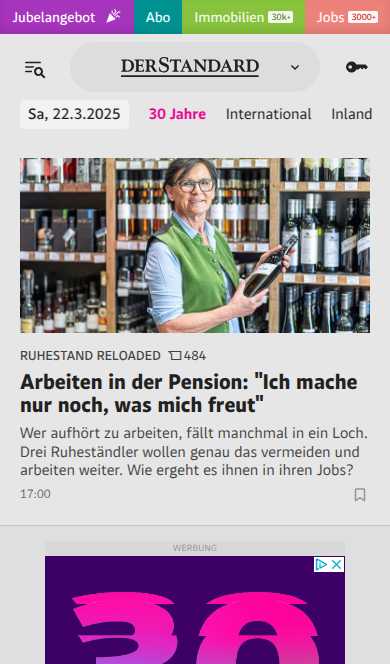 Jubelangebot Abo Immobilien 30k+ Jobs 3000+
DERSTANDARD
Sa, 22.3.2025 30 Jahre International Inland
RUHESTAND RELOADED 484
Arbeiten in der Pension: "Ich mache
nur noch, was mich freut"
Wer aufhört zu arbeiten, fällt manchmal in ein Loch.
Drei Ruheständler wollen genau das vermeiden und
arbeiten weiter. Wie ergeht es ihnen in ihren Jobs?
17:00
WERBUNG
30